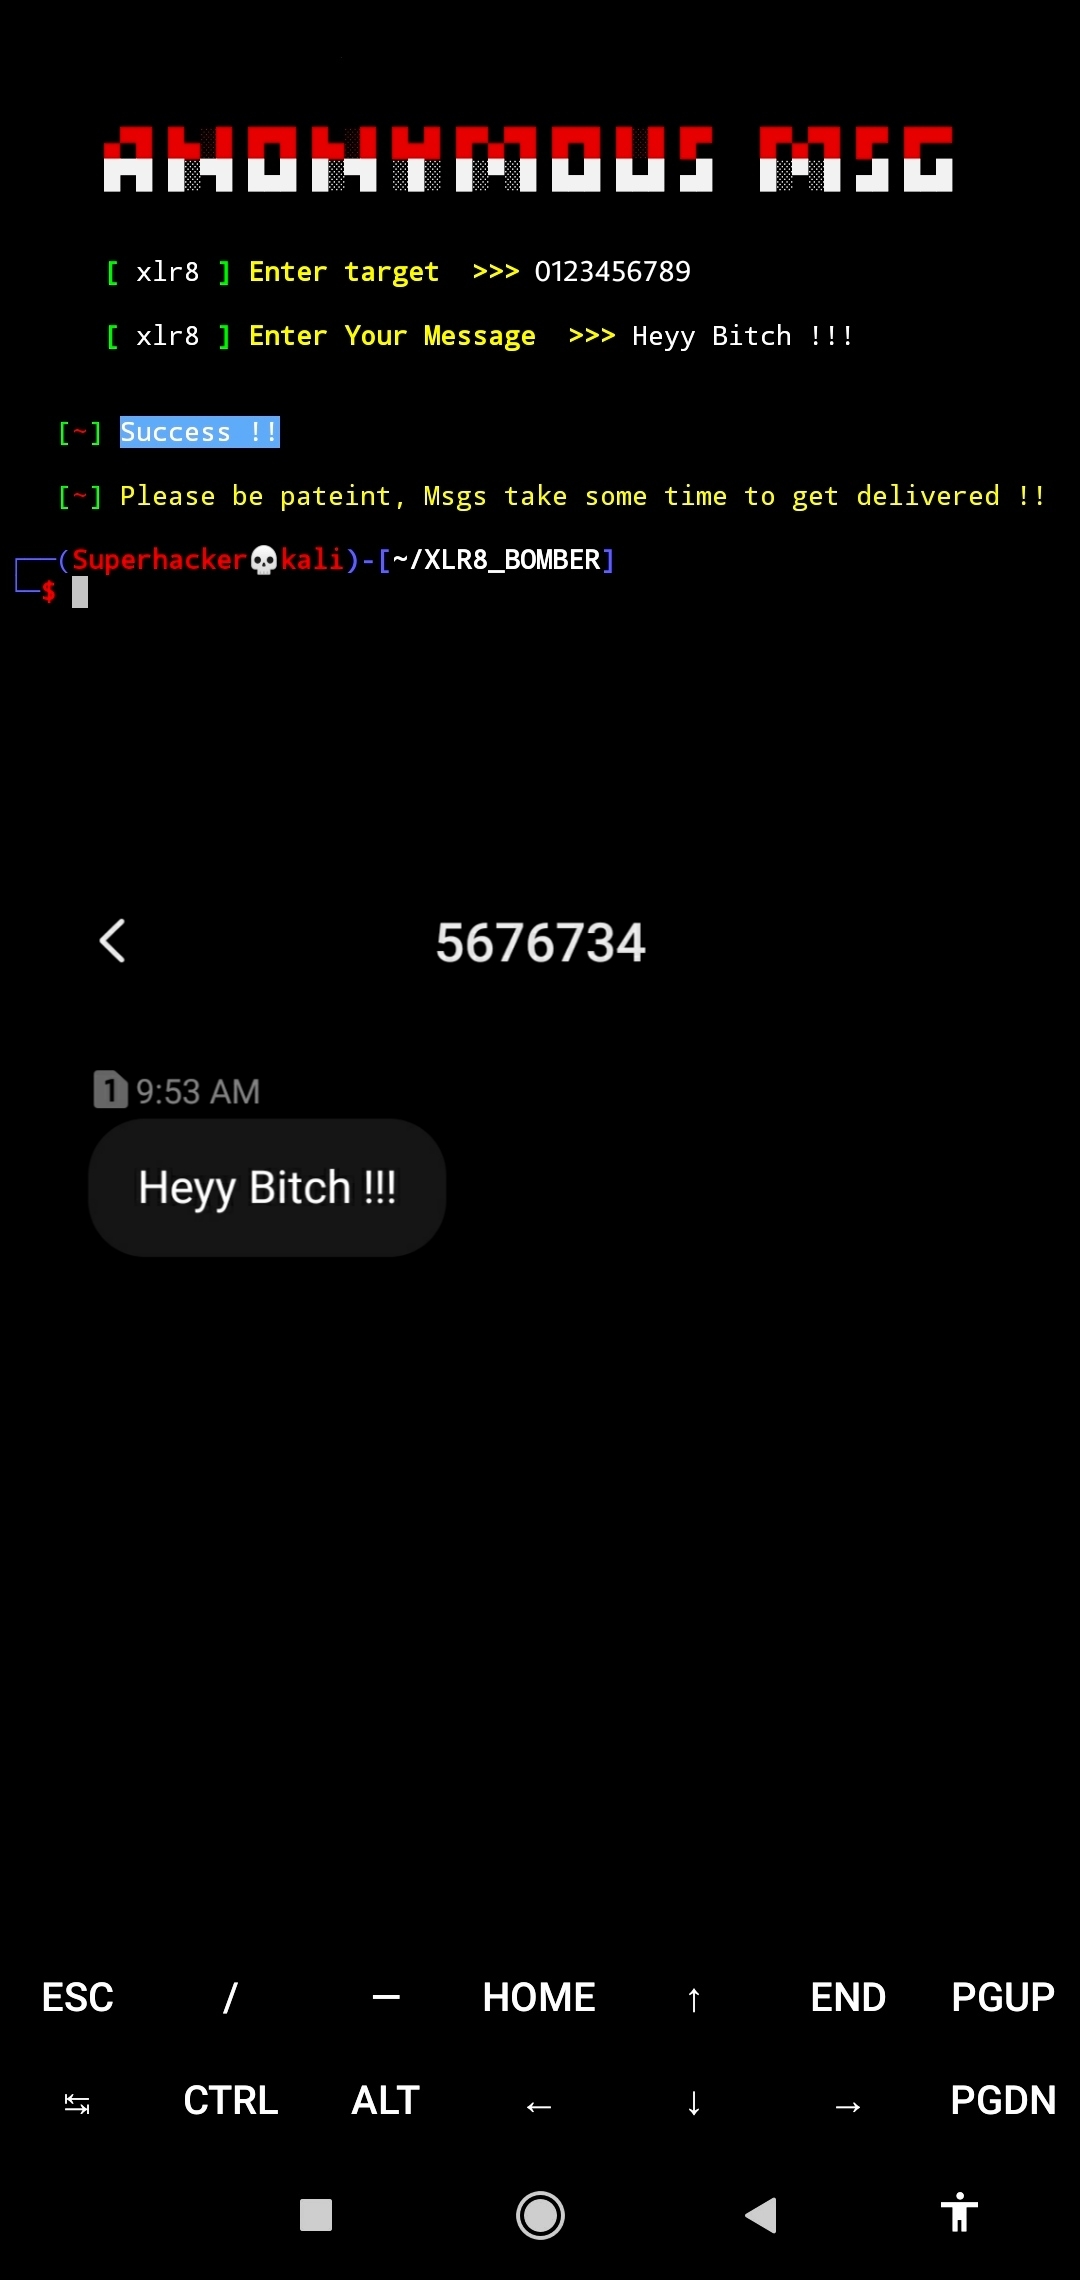 ANONYMOUS MSG
[ xlr8 ] Enter target >>> 0123456789
[ xlr8 ] Enter Your Message >>> Heyy Bitch !!!
[~] Success !!
[~] Please be pateint, Msgs take some time to get delivered !!
┌──(Superhacker💀kali)-[~/XLR8_BOMBER]
└─$
5676734
1 9:53 AM
Heyy Bitch !!!
ESC / — HOME ↑ END PGUP
↹ CTRL ALT ← ↓ → PGDN